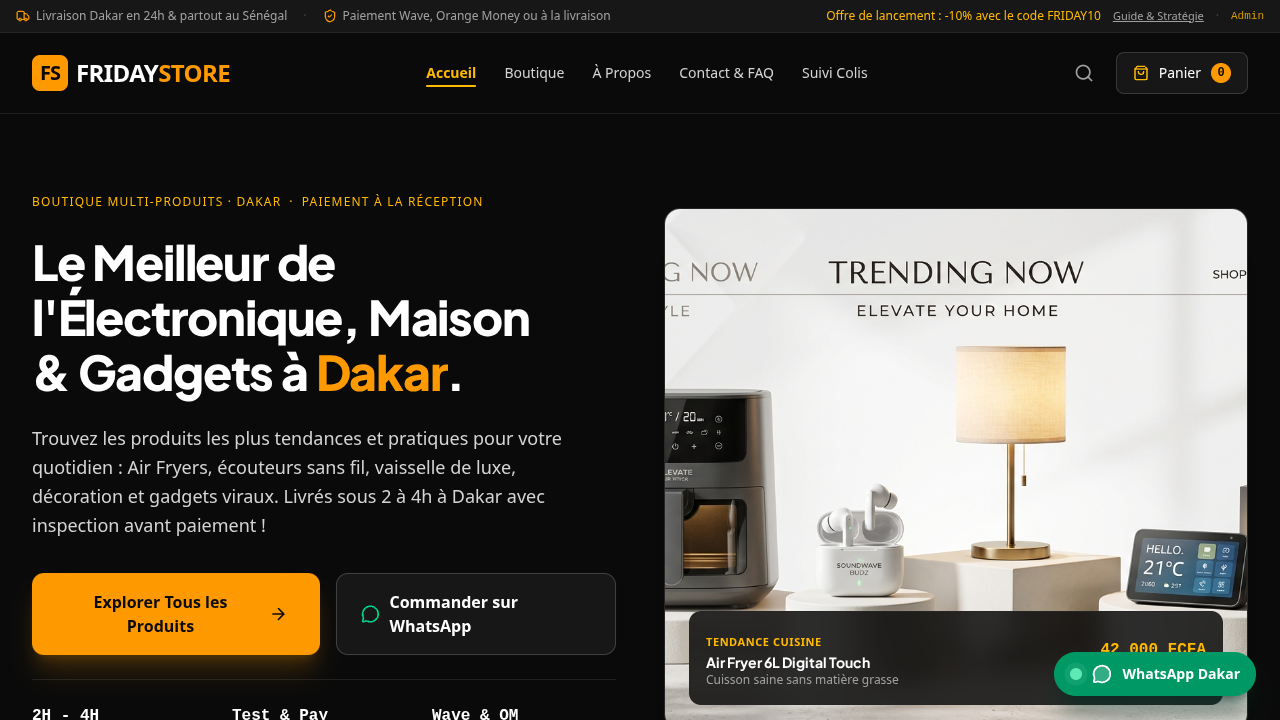 Livraison Dakar en 24h & partout au Sénégal · Paiement Wave, Orange Money ou à la livraison
Offre de lancement : -10% avec le code FRIDAY10 Guide & Stratégie · Admin
FS FRIDAYSTORE
Accueil Boutique À Propos Contact & FAQ Suivi Colis
Panier 0
BOUTIQUE MULTI-PRODUITS · DAKAR · PAIEMENT À LA RÉCEPTION
Le Meilleur de
l'Électronique, Maison
& Gadgets à Dakar.
Trouvez les produits les plus tendances et pratiques pour votre
quotidien : Air Fryers, écouteurs sans fil, vaisselle de luxe,
décoration et gadgets viraux. Livrés sous 2 à 4h à Dakar avec
inspection avant paiement !
Explorer Tous les
Produits
Commander sur
WhatsApp
2H - 4H Test & Pay Wave & OM
G NOW TRENDING NOW SHOP
YLE ELEVATE YOUR HOME
ELEVATE
SOUNDWAVE
BUDZ
HELLO.
21°C
TENDANCE CUISINE
Air Fryer 6L Digital Touch
Cuisson saine sans matière grasse
42 000 FCFA
WhatsApp Dakar